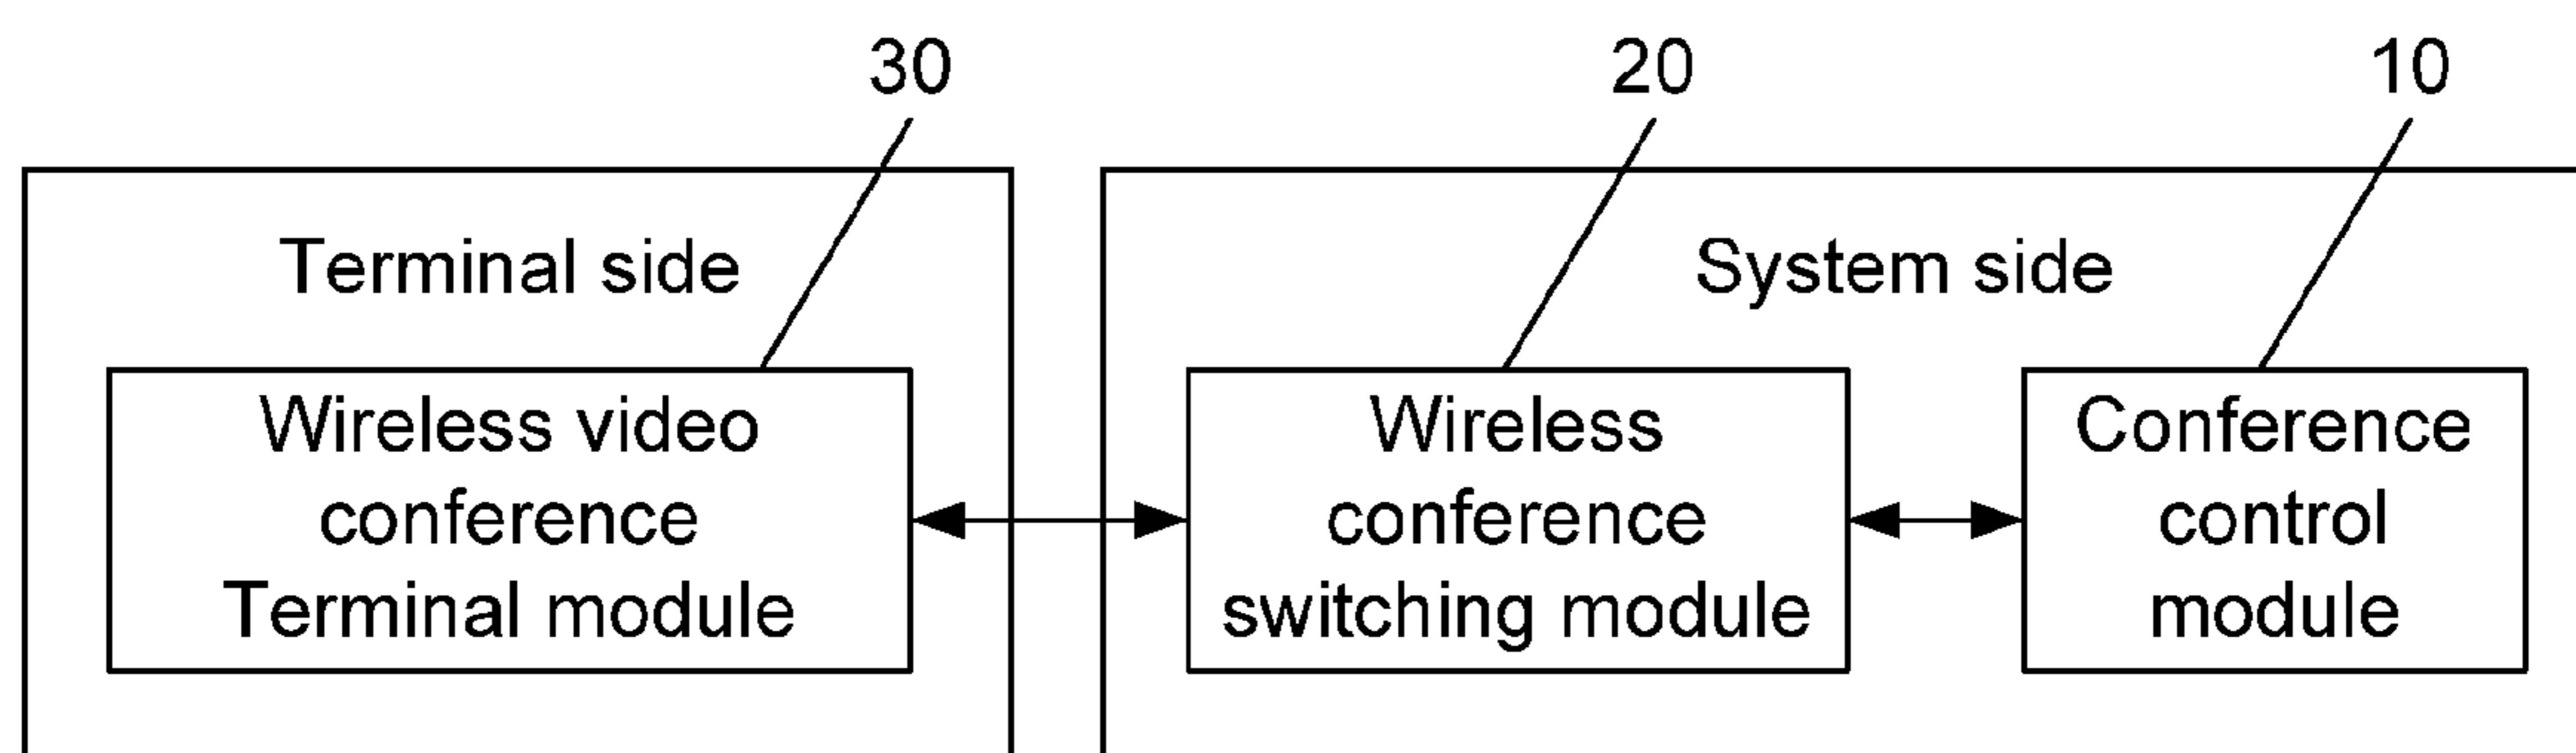 30
20
10
Terminal side
System side
Wireless video
conference
Terminal module
Wireless
conference
switching module
Conference
control
module